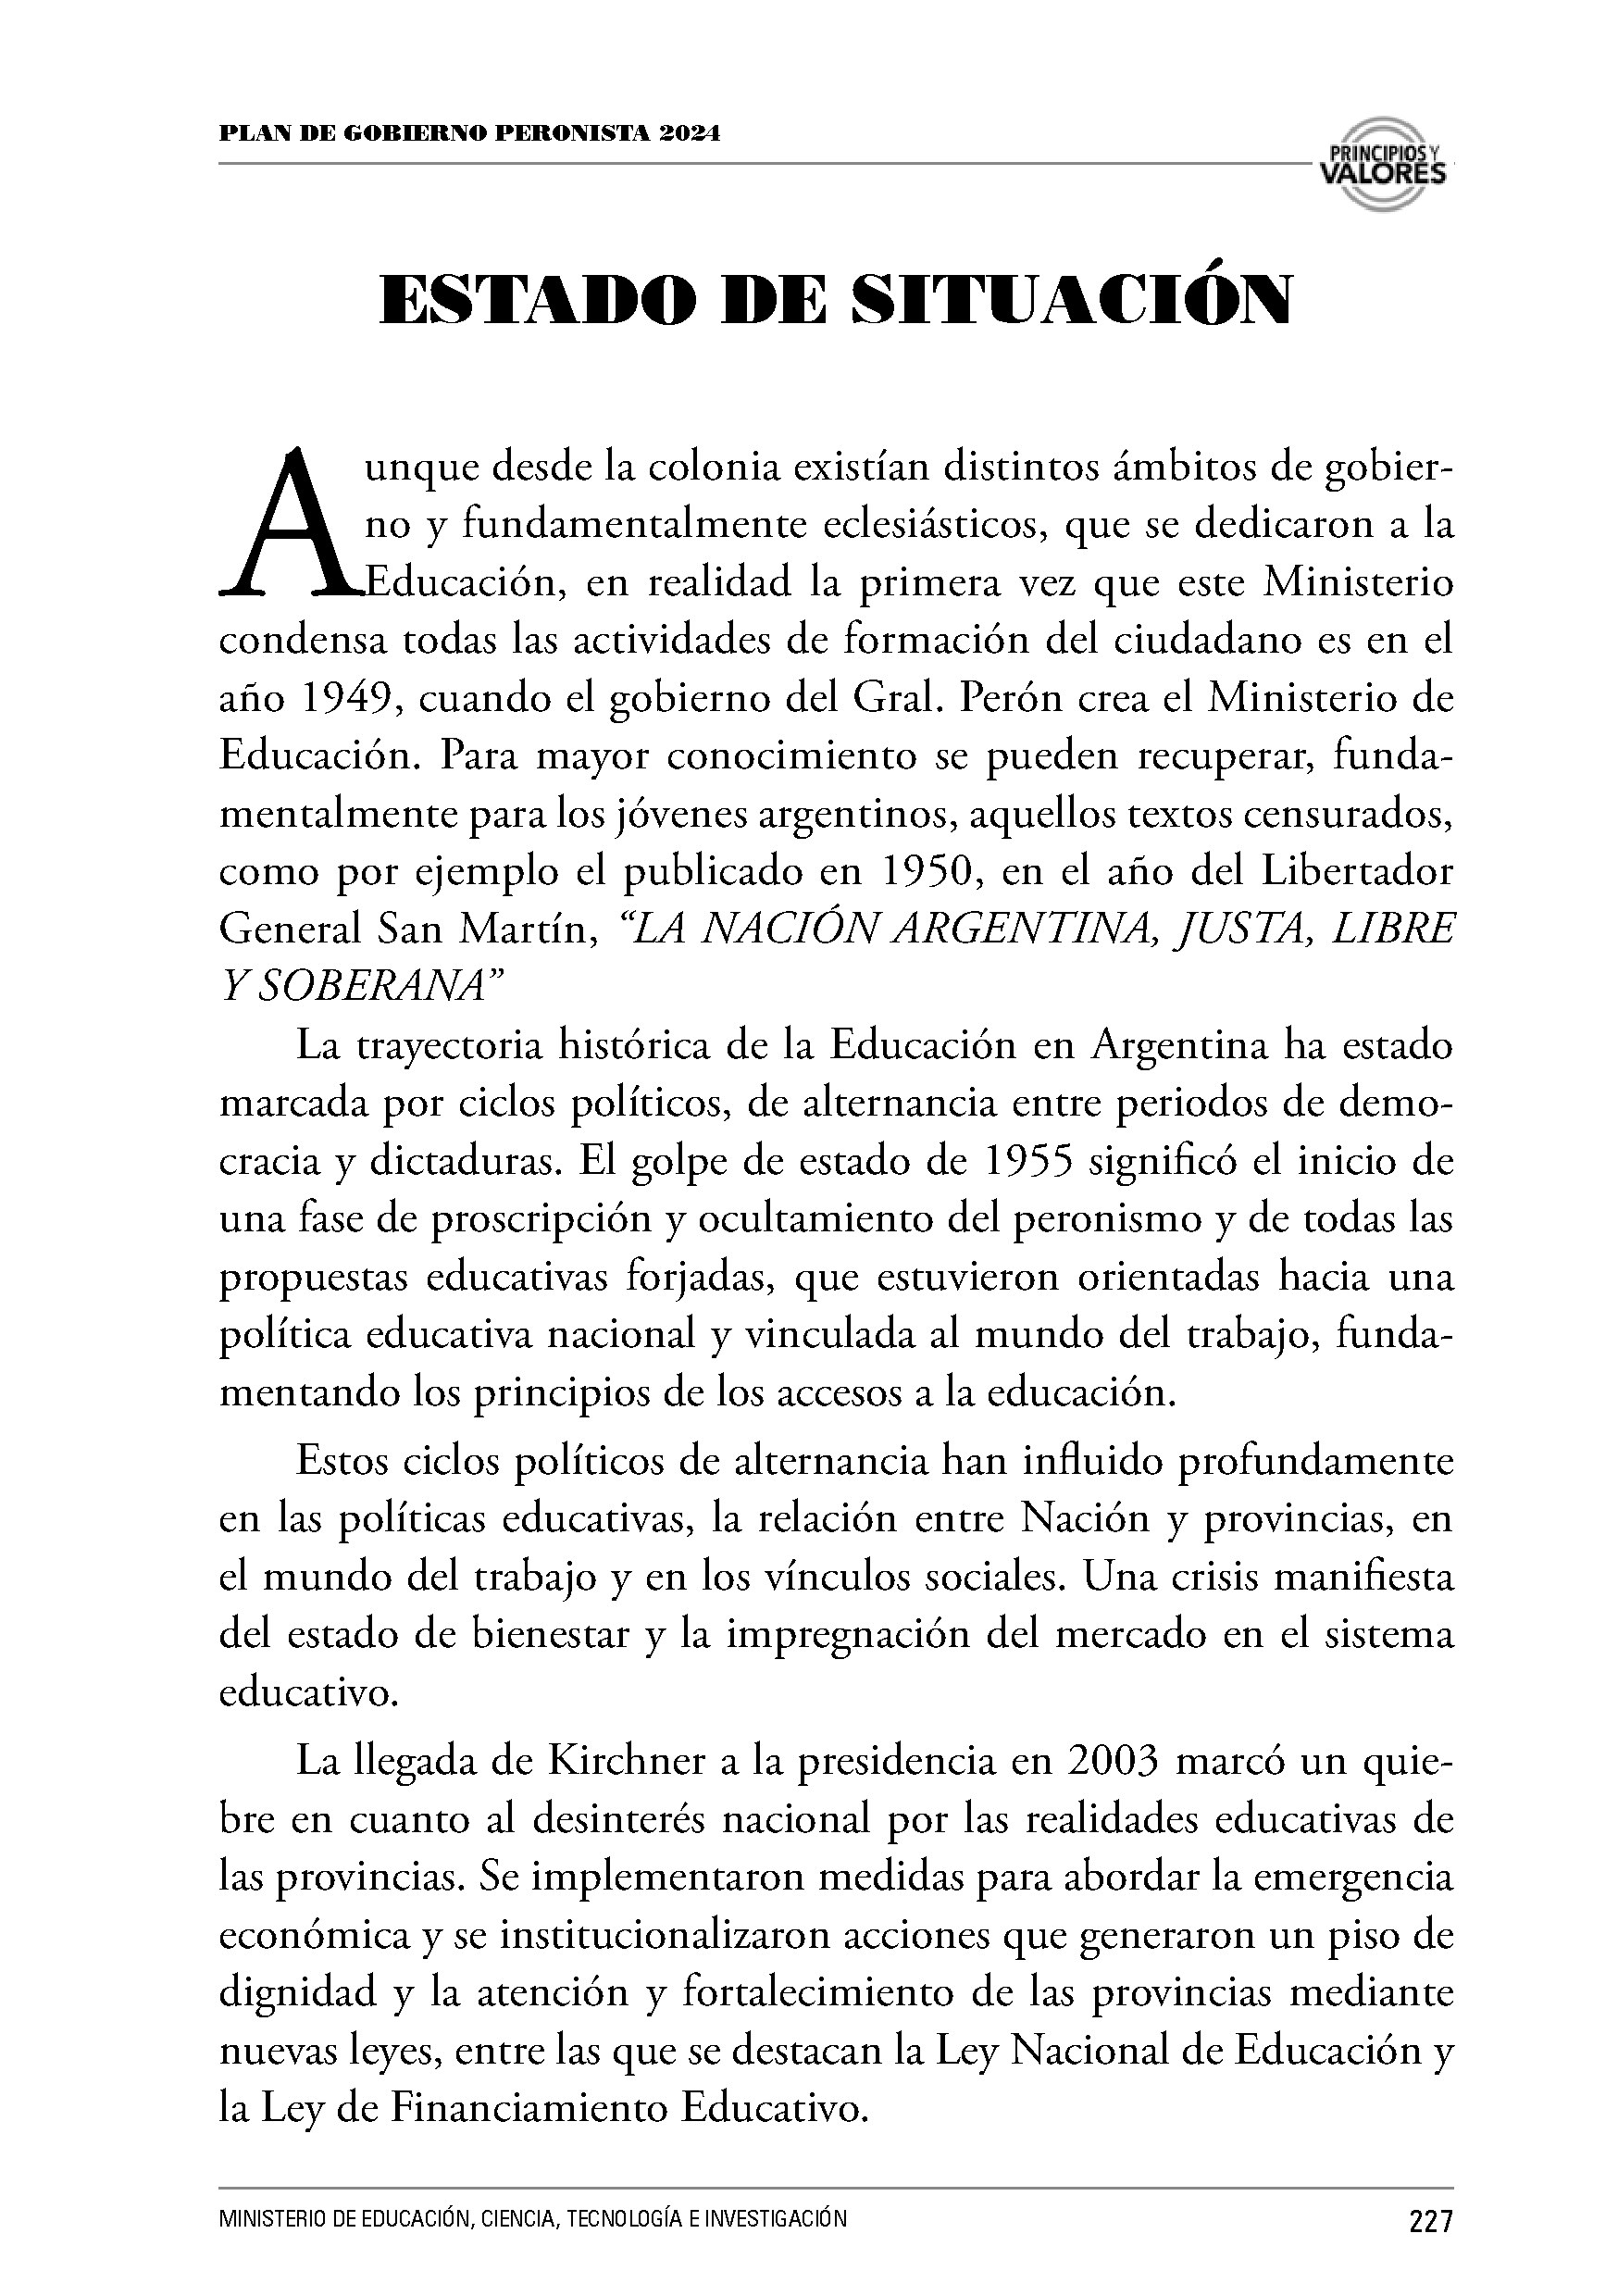 PLAN DE GOBIERNO PERONISTA 2024
PRINCIPIOS Y
VALORES
ESTADO DE SITUACIÓN
Aunque desde la colonia existían distintos ámbitos de gobier-
no y fundamentalmente eclesiásticos, que se dedicaron a la
Educación, en realidad la primera vez que este Ministerio
condensa todas las actividades de formación del ciudadano es en el
año 1949, cuando el gobierno del Gral. Perón crea el Ministerio de
Educación. Para mayor conocimiento se pueden recuperar, funda-
mentalmente para los jóvenes argentinos, aquellos textos censurados,
como por ejemplo el publicado en 1950, en el año del Libertador
General San Martín, “LA NACIÓN ARGENTINA, JUSTA, LIBRE
Y SOBERANA”
La trayectoria histórica de la Educación en Argentina ha estado
marcada por ciclos políticos, de alternancia entre periodos de demo-
cracia y dictaduras. El golpe de estado de 1955 significó el inicio de
una fase de proscripción y ocultamiento del peronismo y de todas las
propuestas educativas forjadas, que estuvieron orientadas hacia una
política educativa nacional y vinculada al mundo del trabajo, funda-
mentando los principios de los accesos a la educación.
Estos ciclos políticos de alternancia han influido profundamente
en las políticas educativas, la relación entre Nación y provincias, en
el mundo del trabajo y en los vínculos sociales. Una crisis manifiesta
del estado de bienestar y la impregnación del mercado en el sistema
educativo.
La llegada de Kirchner a la presidencia en 2003 marcó un quie-
bre en cuanto al desinterés nacional por las realidades educativas de
las provincias. Se implementaron medidas para abordar la emergencia
económica y se institucionalizaron acciones que generaron un piso de
dignidad y la atención y fortalecimiento de las provincias mediante
nuevas leyes, entre las que se destacan la Ley Nacional de Educación y
la Ley de Financiamiento Educativo.
MINISTERIO DE EDUCACIÓN, CIENCIA, TECNOLOGÍA E INVESTIGACIÓN
227